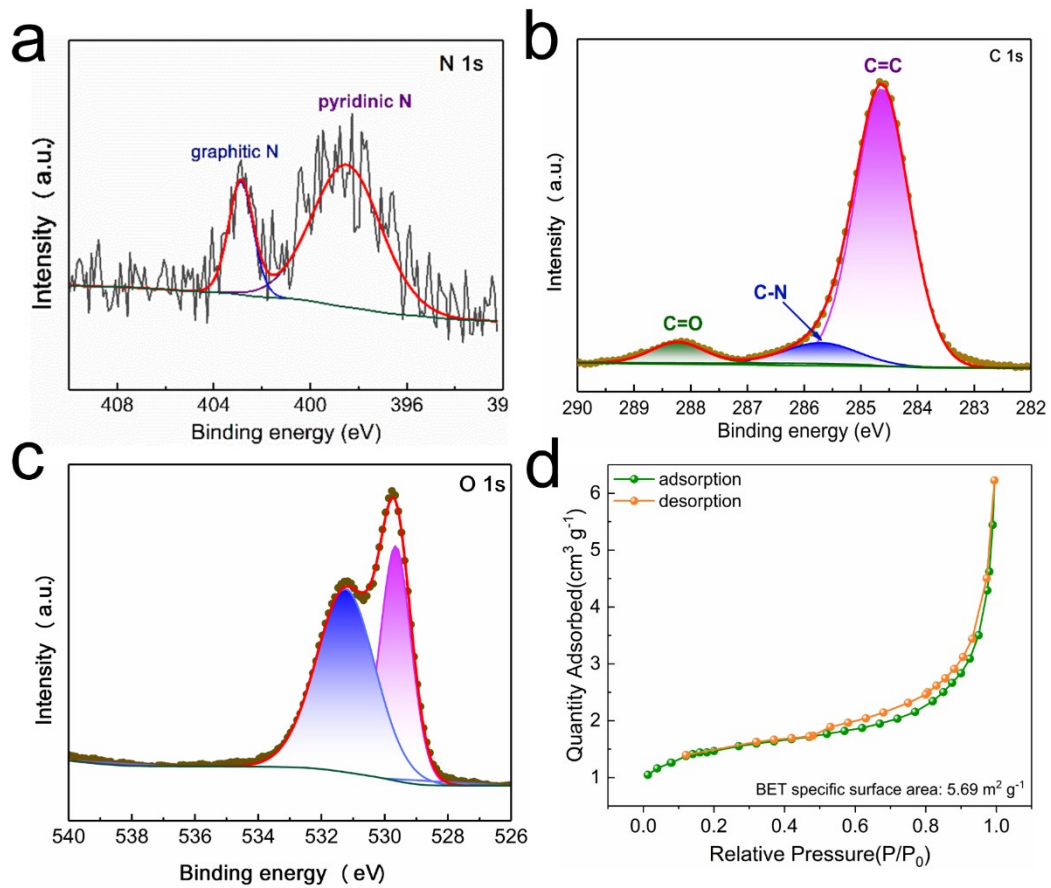 a
N 1s
pyridinic N
graphitic N
Intensity ( a.u.)
408 404 400 396 39
Binding energy (eV)
b
C 1s
C=C
C-N
C=O
Intensity ( a.u.)
290 289 288 287 286 285 284 283 282
Binding energy (eV)
c
O 1s
Intensity ( a.u.)
540 538 536 534 532 530 528 526
Binding energy (eV)
d
adsorption
desorption
Quantity Adsorbed(cm³ g⁻¹)
6
5
4
3
2
1
BET specific surface area: 5.69 m² g⁻¹
0.0 0.2 0.4 0.6 0.8 1.0
Relative Pressure(P/P₀)